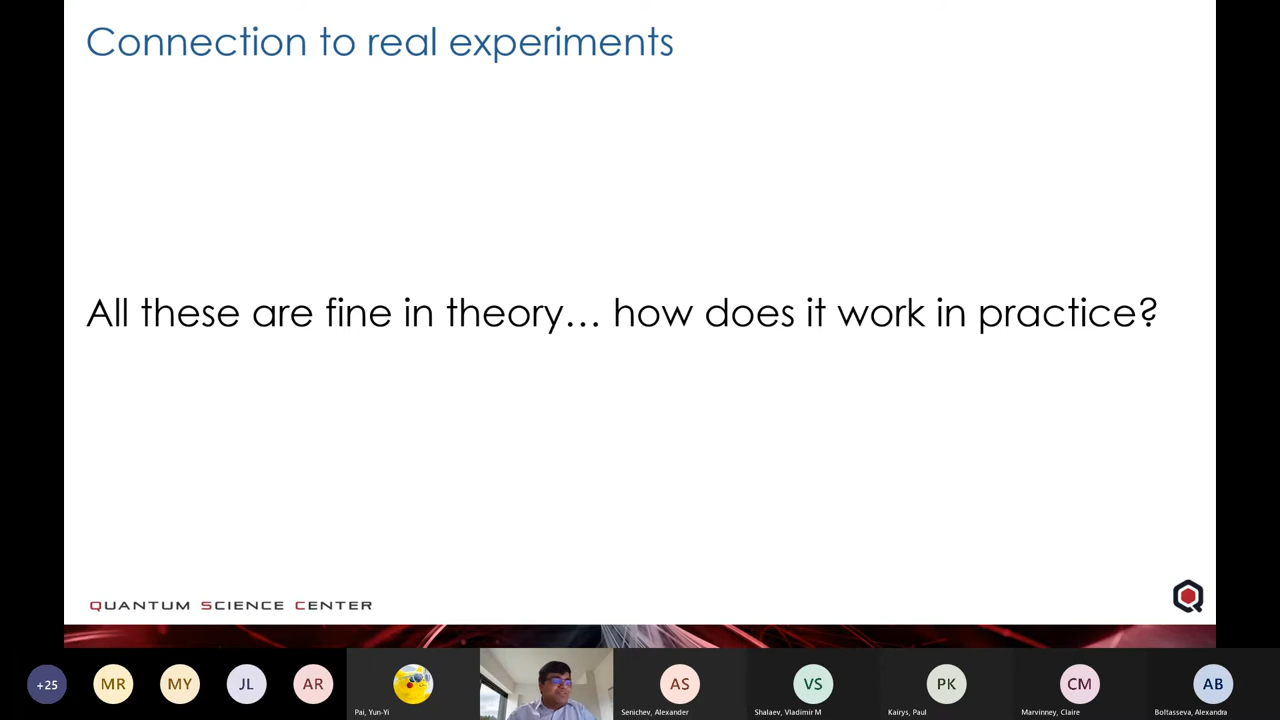 Connection to real experiments
All these are fine in theory… how does it work in practice?
QUANTUM SCIENCE CENTER
+25
MR
MY
JL
AR
Pai, Yun-Yi
AS
Senichev, Alexander
VS
Shalaev, Vladimir M
PK
Kairys, Paul
CM
Marvinney, Claire
AB
Boltasseva, Alexandra